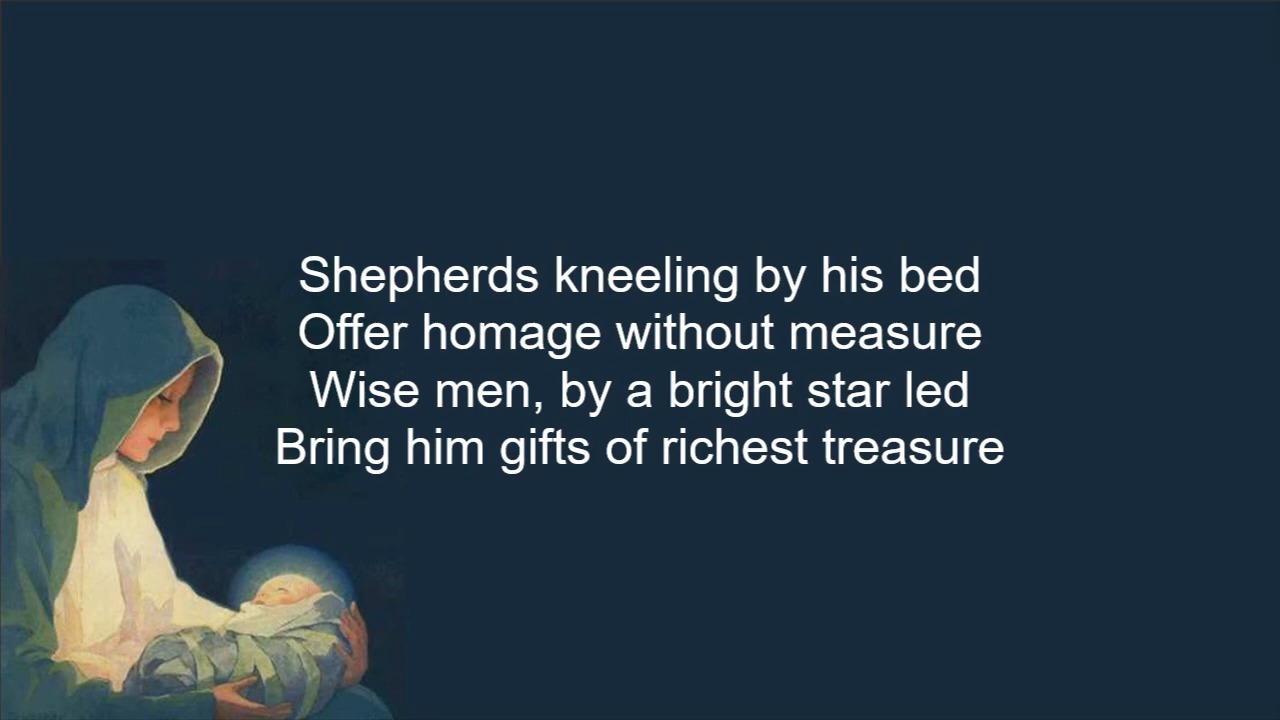 Shepherds kneeling by his bed
Offer homage without measure
Wise men, by a bright star led
Bring him gifts of richest treasure